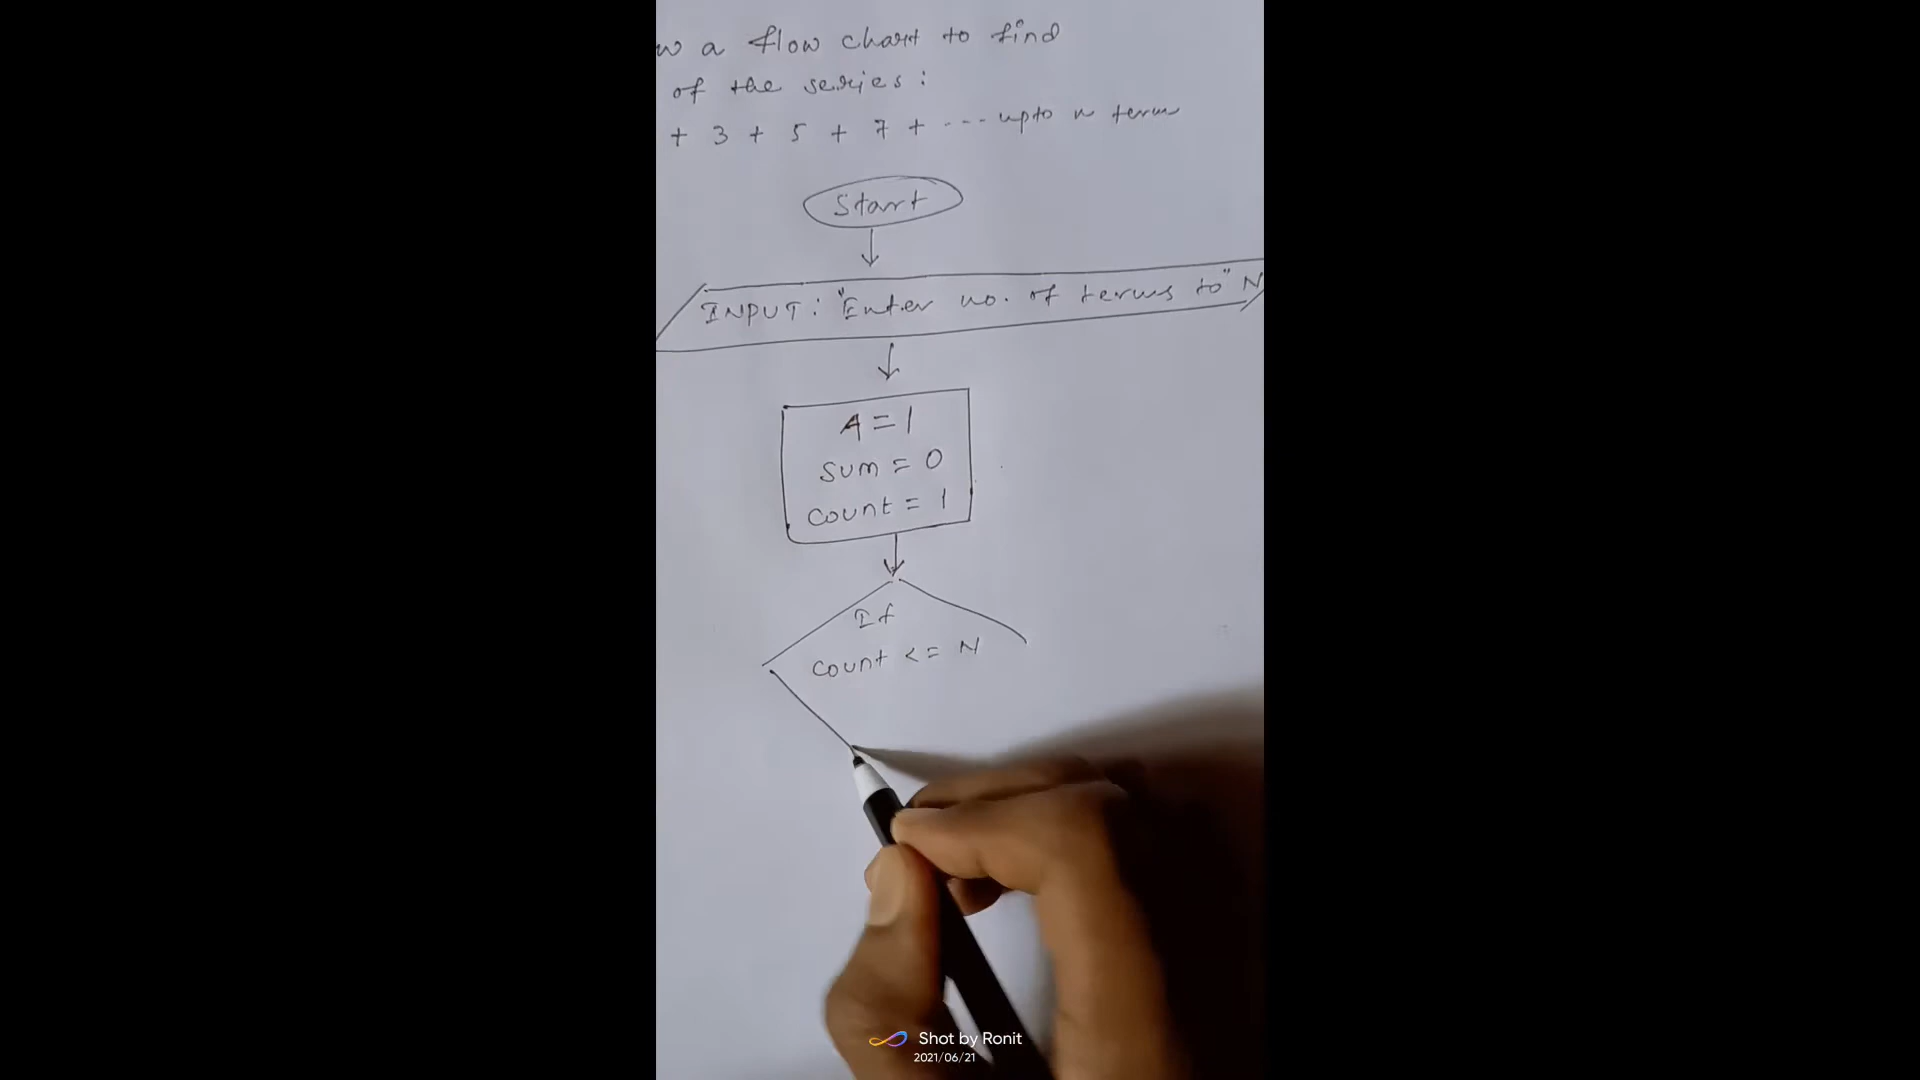 w a flow chart to find
of the series :
+ 3 + 5 + 7 + .... upto n terms
Start
INPUT : "Enter no. of terms to" N
A = 1
sum = 0
count = 1
If
count <= N
Shot by Ronit
2021/06/21